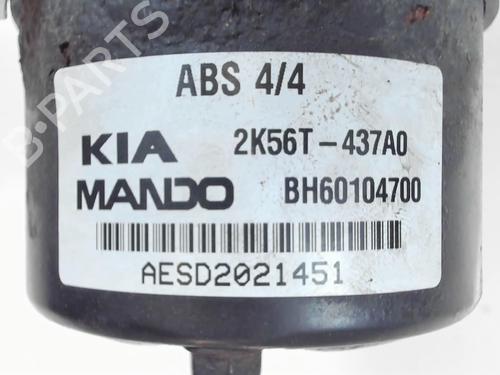 ABS 4/4
KIA 2K56T-437A0
MANDO BH60104700
AESD2021451
B-PARTS